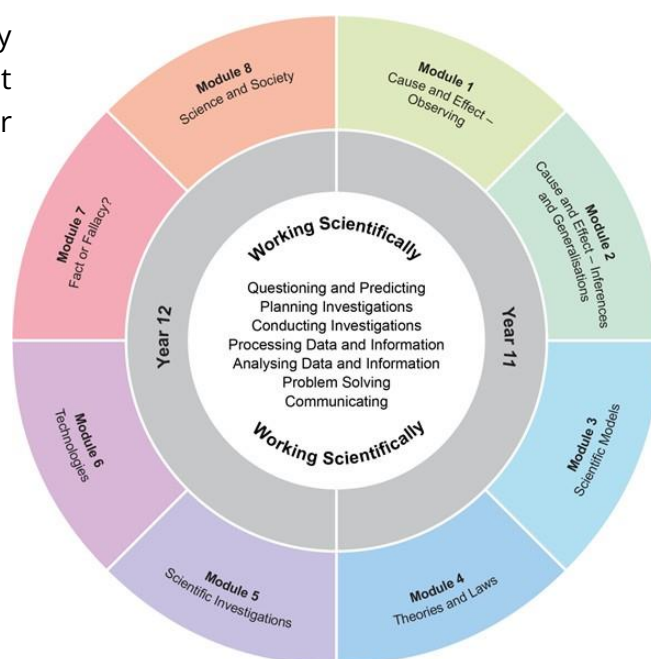 y
t
r
Module 1
Cause and Effect –
Observing
Module 2
Cause and Effect – Inferences
and Generalisations
Module 3
Scientific Models
Module 4
Theories and Laws
Module 5
Scientific Investigations
Module 6
Technologies
Module 7
Fact or Fallacy?
Module 8
Science and Society
Year 11
Year 12
Working Scientifically
Questioning and Predicting
Planning Investigations
Conducting Investigations
Processing Data and Information
Analysing Data and Information
Problem Solving
Communicating
Working Scientifically